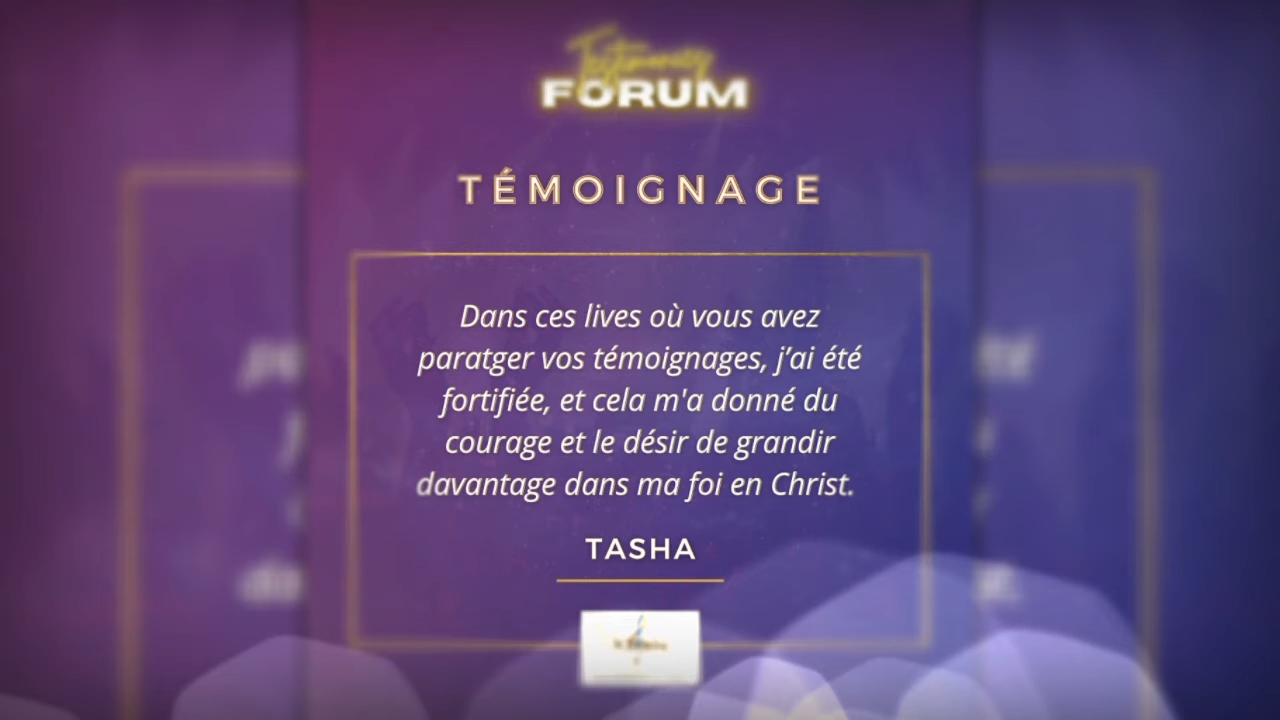 Testimony
FORUM
TÉMOIGNAGE
Dans ces lives où vous avez
paratger vos témoignages, j’ai été
fortifiée, et cela m'a donné du
courage et le désir de grandir
davantage dans ma foi en Christ.
TASHA